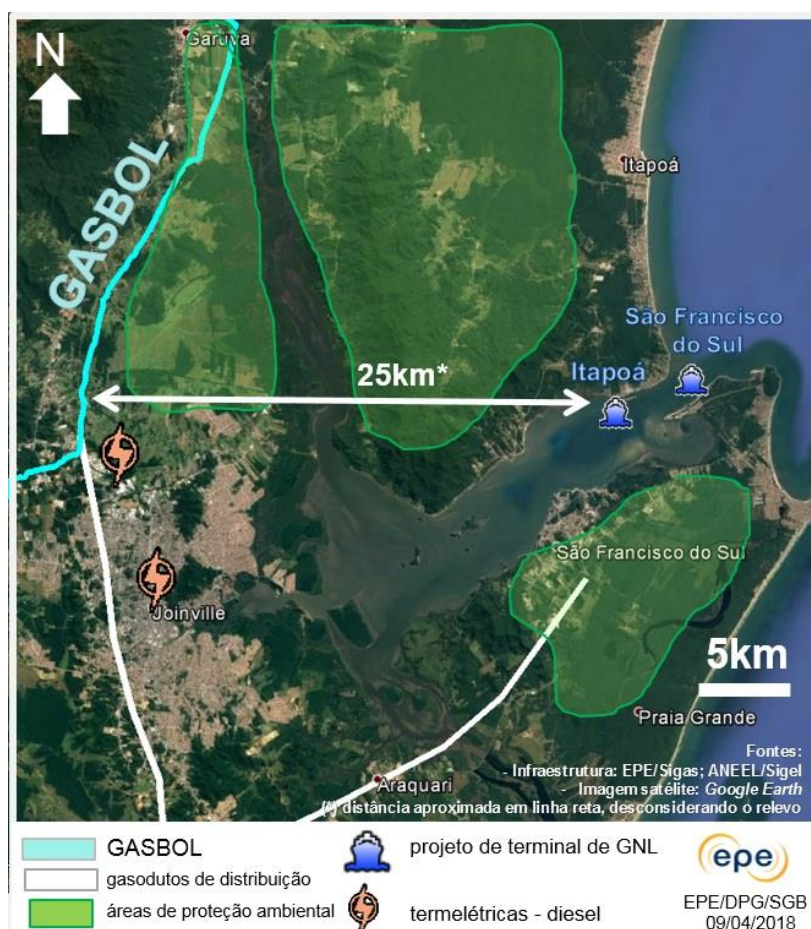 Garuva
N
GASBOL
Itapoá
São Francisco
do Sul
Itapoá
25km*
São Francisco do Sul
Joinville
5km
Praia Grande
Araquari
Fontes:
- Infraestrutura: EPE/Sigas; ANEEL/Sigel
- Imagem satélite: Google Earth
(*) distância aproximada em linha reta, desconsiderando o relevo
GASBOL
projeto de terminal de GNL
epe
gasodutos de distribuição
áreas de proteção ambiental
termelétricas - diesel
EPE/DPG/SGB
09/04/2018